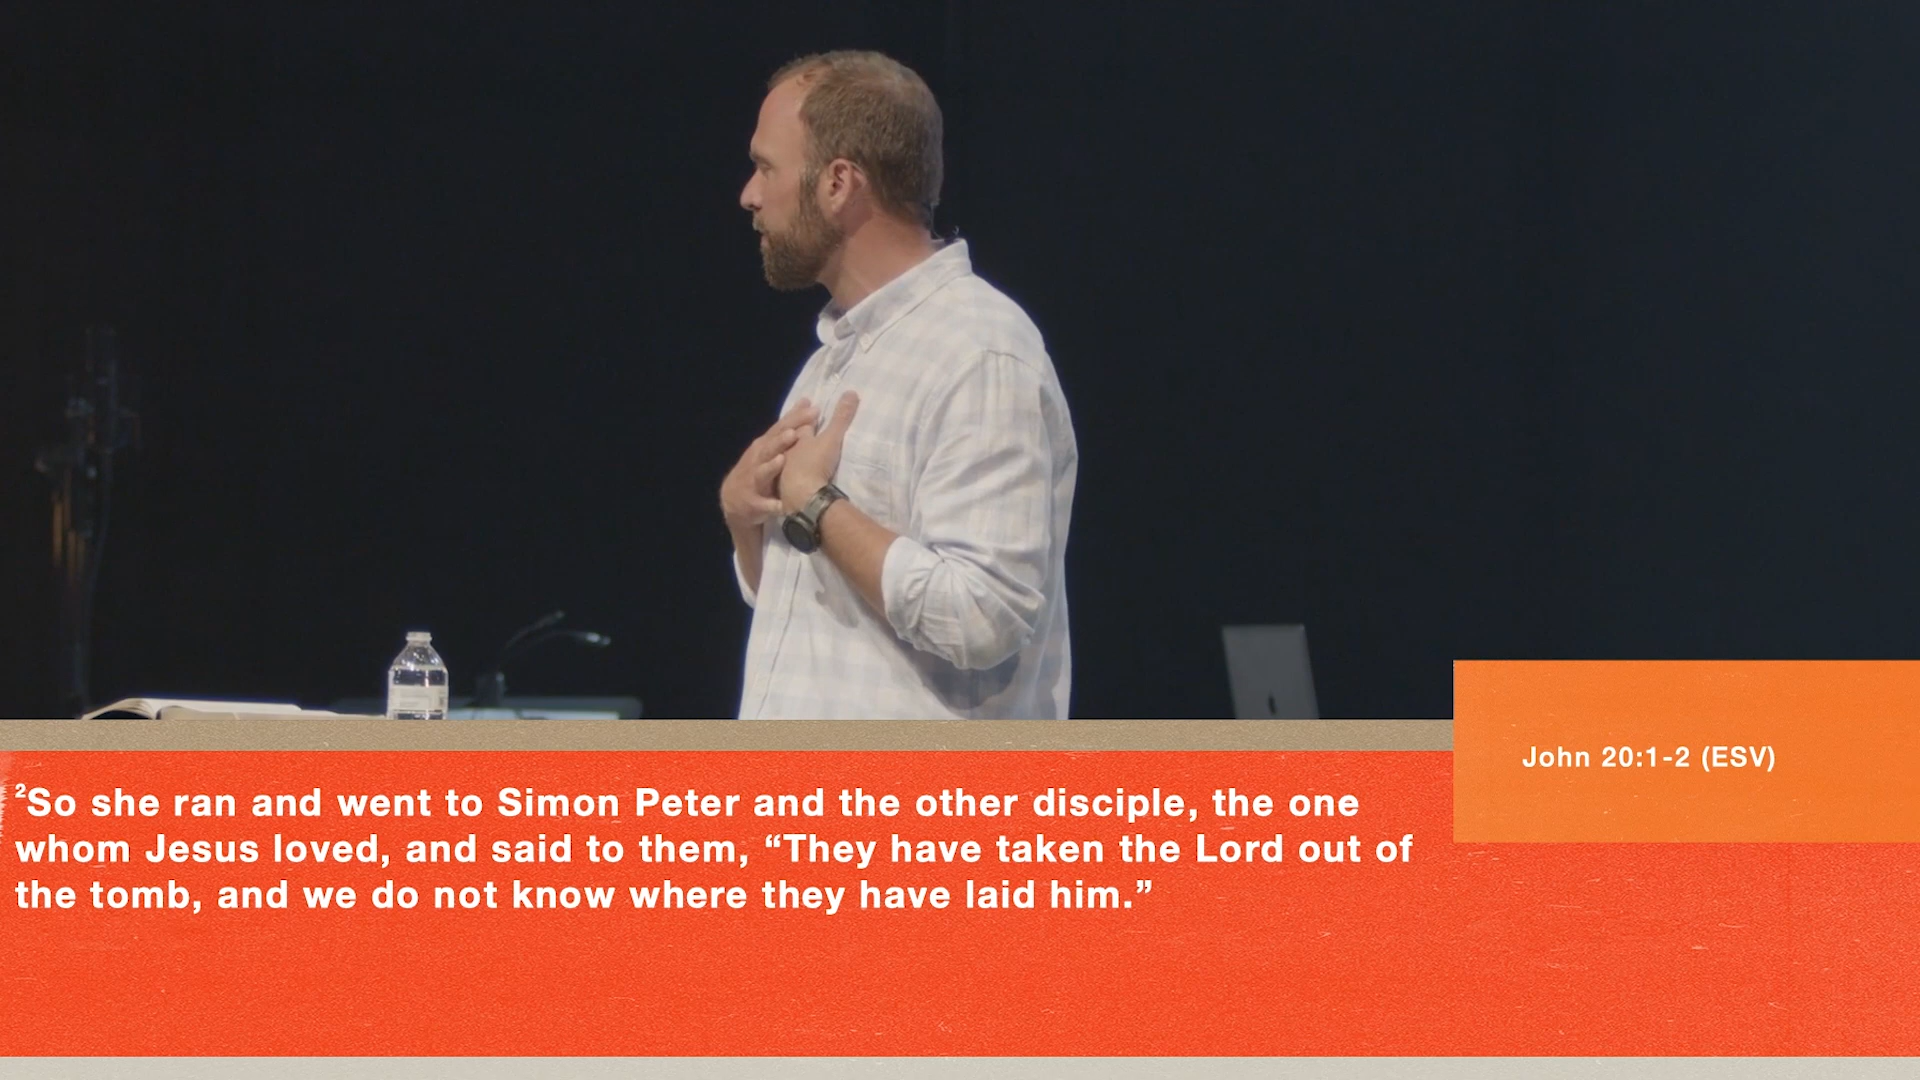 ²So she ran and went to Simon Peter and the other disciple, the one
whom Jesus loved, and said to them, “They have taken the Lord out of
the tomb, and we do not know where they have laid him.”
John 20:1-2 (ESV)